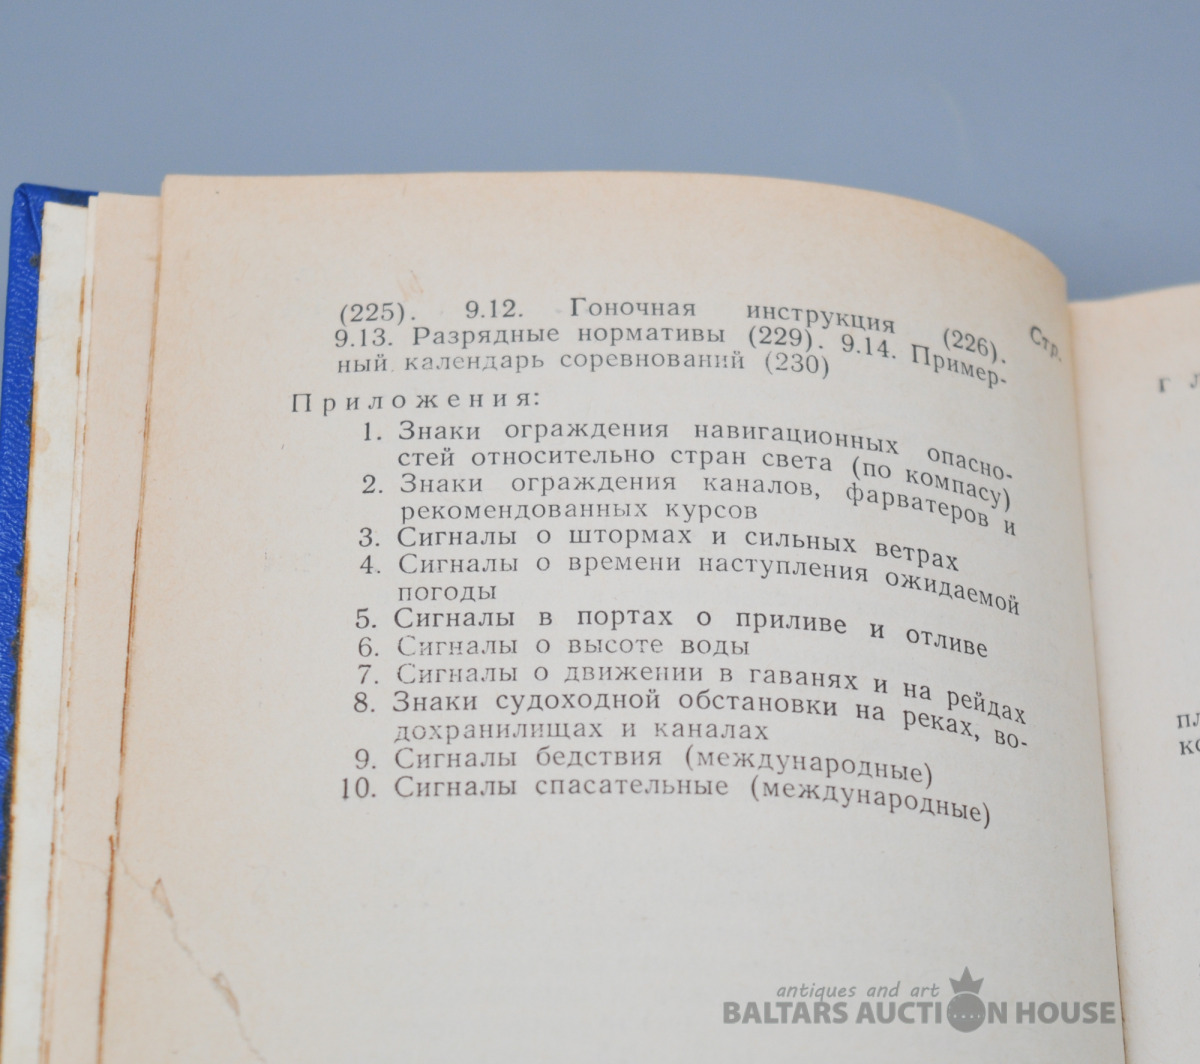 Стр.
(225). 9.12. Гоночная инструкция (226).
9.13. Разрядные нормативы (229). 9.14. Пример-
ный календарь соревнований (230)
Приложения:
1. Знаки ограждения навигационных опасно-
стей относительно стран света (по компасу)
2. Знаки ограждения каналов, фарватеров и
рекомендованных курсов
3. Сигналы о штормах и сильных ветрах
4. Сигналы о времени наступления ожидаемой
погоды
5. Сигналы в портах о приливе и отливе
6. Сигналы о высоте воды
7. Сигналы о движении в гаванях и на рейдах
8. Знаки судоходной обстановки на реках, во-
дохранилищах и каналах
9. Сигналы бедствия (международные)
10. Сигналы спасательные (международные)
antiques and art
BALTARS AUCTION HOUSE